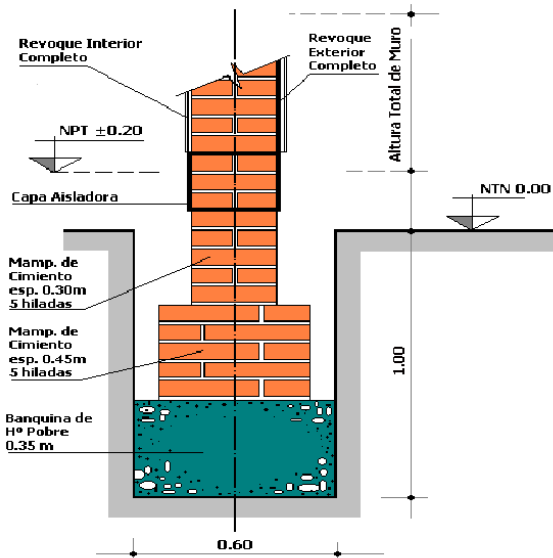 Revoque Interior
Completo
Revoque
Exterior
Completo
Altura Total de Muro
NPT ±0.20
Capa Aisladora
NTN 0.00
Mamp. de
Cimiento
esp. 0.30m
5 hiladas
Mamp. de
Cimiento
esp. 0.45m
5 hiladas
1.00
Banquina de
Hº Pobre
0.35 m
0.60